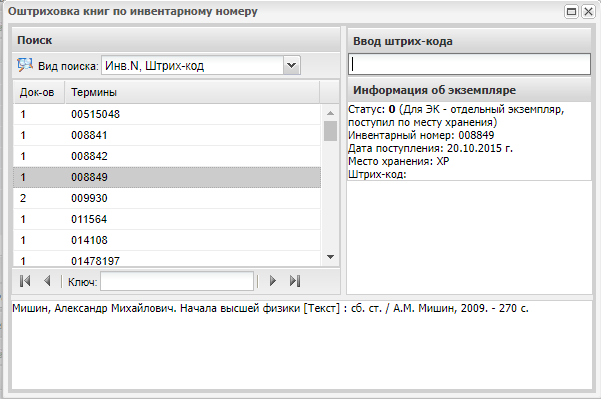 Оштриховка книг по инвентарному номеру
Поиск
Вид поиска: Инв.N, Штрих-код
Док-ов Термины
1 00515048
1 008841
1 008842
1 008849
2 009930
1 011564
1 014108
1 01478197
Ключ:
Ввод штрих-кода
Информация об экземпляре
Статус: 0 (Для ЭК - отдельный экземпляр,
поступил по месту хранения)
Инвентарный номер: 008849
Дата поступления: 20.10.2015 г.
Место хранения: ХР
Штрих-код:
Мишин, Александр Михайлович. Начала высшей физики [Текст] : сб. ст. / А.М. Мишин, 2009. - 270 с.